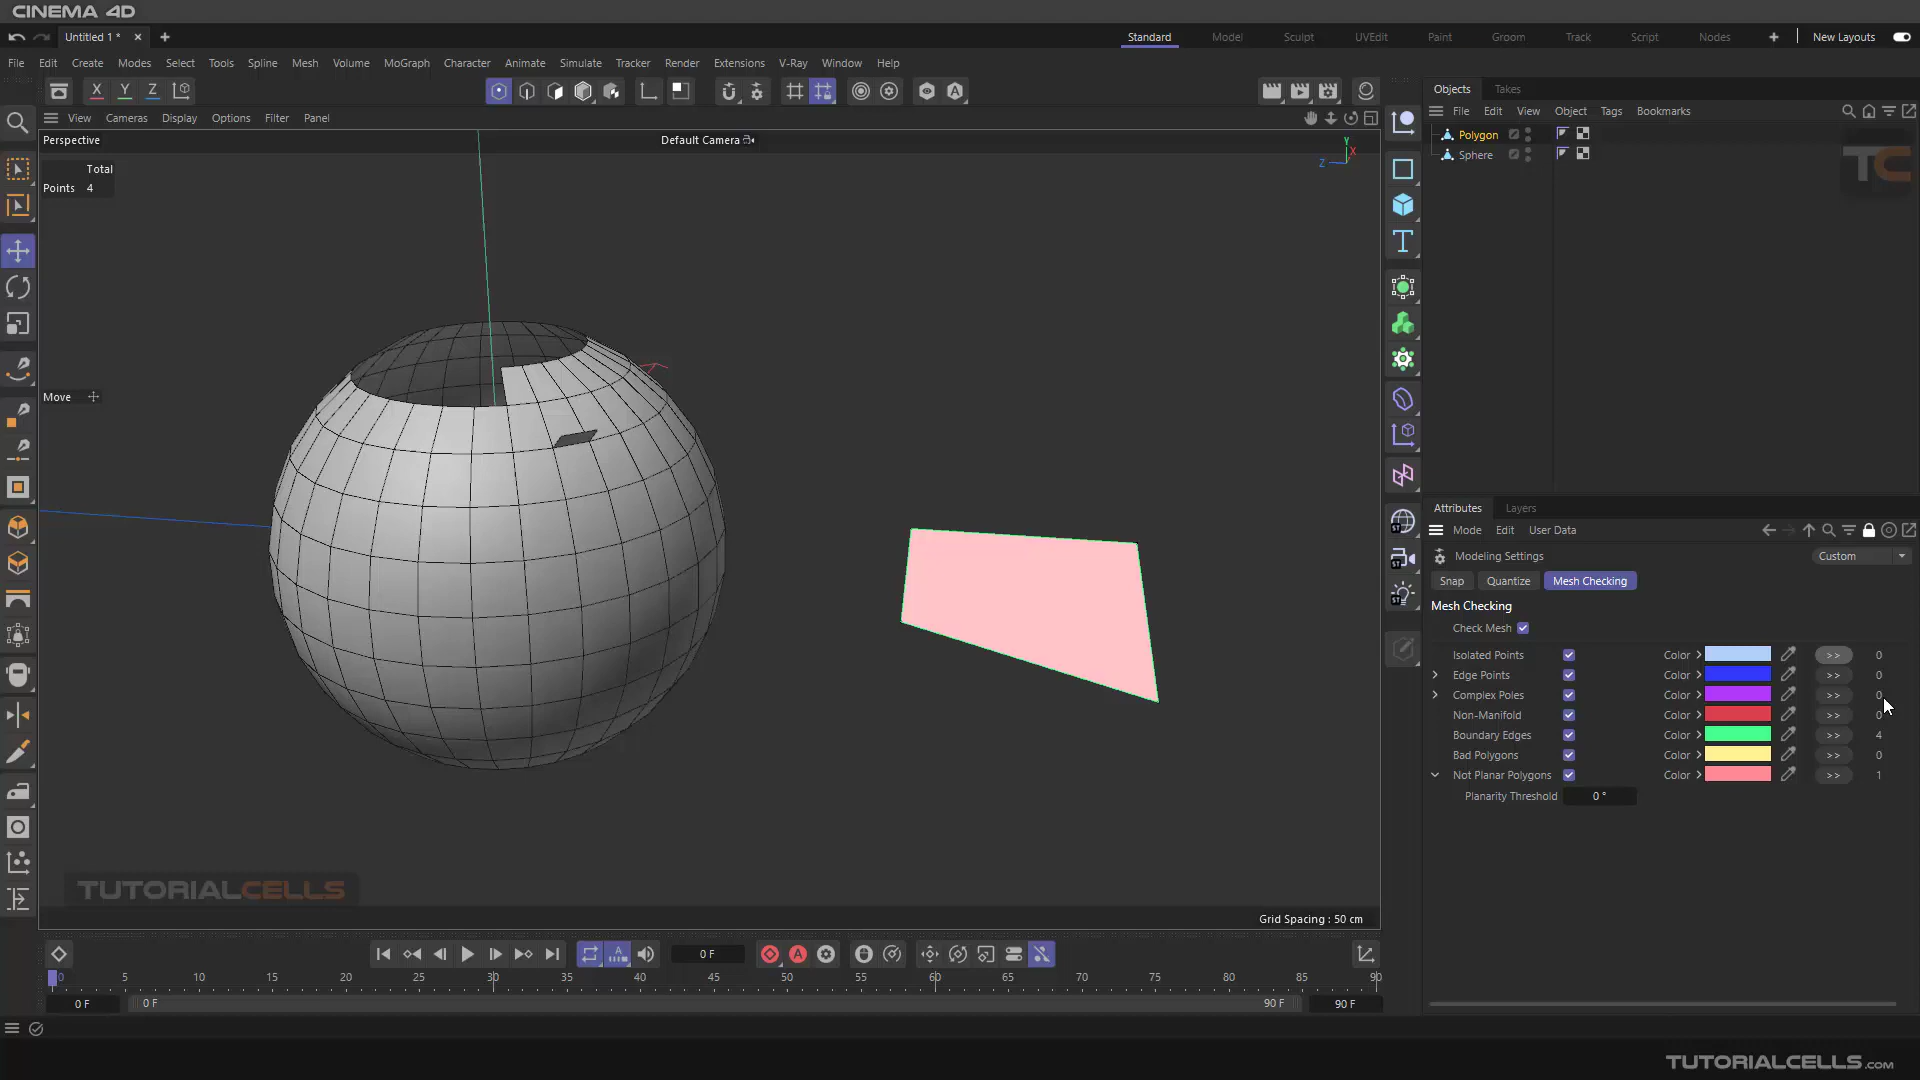 CINEMA 4D
Untitled 1 *
Standard Model Sculpt UVEdit Paint Groom Track Script Nodes New Layouts
File Edit Create Modes Select Tools Spline Mesh Volume MoGraph Character Animate Simulate Tracker Render Extensions V-Ray Window Help
X Y Z
View Cameras Display Options Filter Panel
Perspective
Default Camera
Y
X
Z
Total
Points 4
Move
TUTORIALCELLS
Grid Spacing : 50 cm
Objects Takes
File Edit View Object Tags Bookmarks
Polygon
Sphere
TC
ST
ST
ST
Attributes Layers
Mode Edit User Data
Modeling Settings Custom
Snap Quantize Mesh Checking
Mesh Checking
Check Mesh
Isolated Points Color >> 0
Edge Points Color >> 0
Complex Poles Color >> 0
Non-Manifold Color >> 0
Boundary Edges Color >> 4
Bad Polygons Color >> 0
Not Planar Polygons Color >> 1
Planarity Threshold 0 °
0 F
0 5 10 15 20 25 30 35 40 45 50 55 60 65 70 75 80 85 90
0 F 0 F 90 F 90 F
TUTORIALCELLS.com